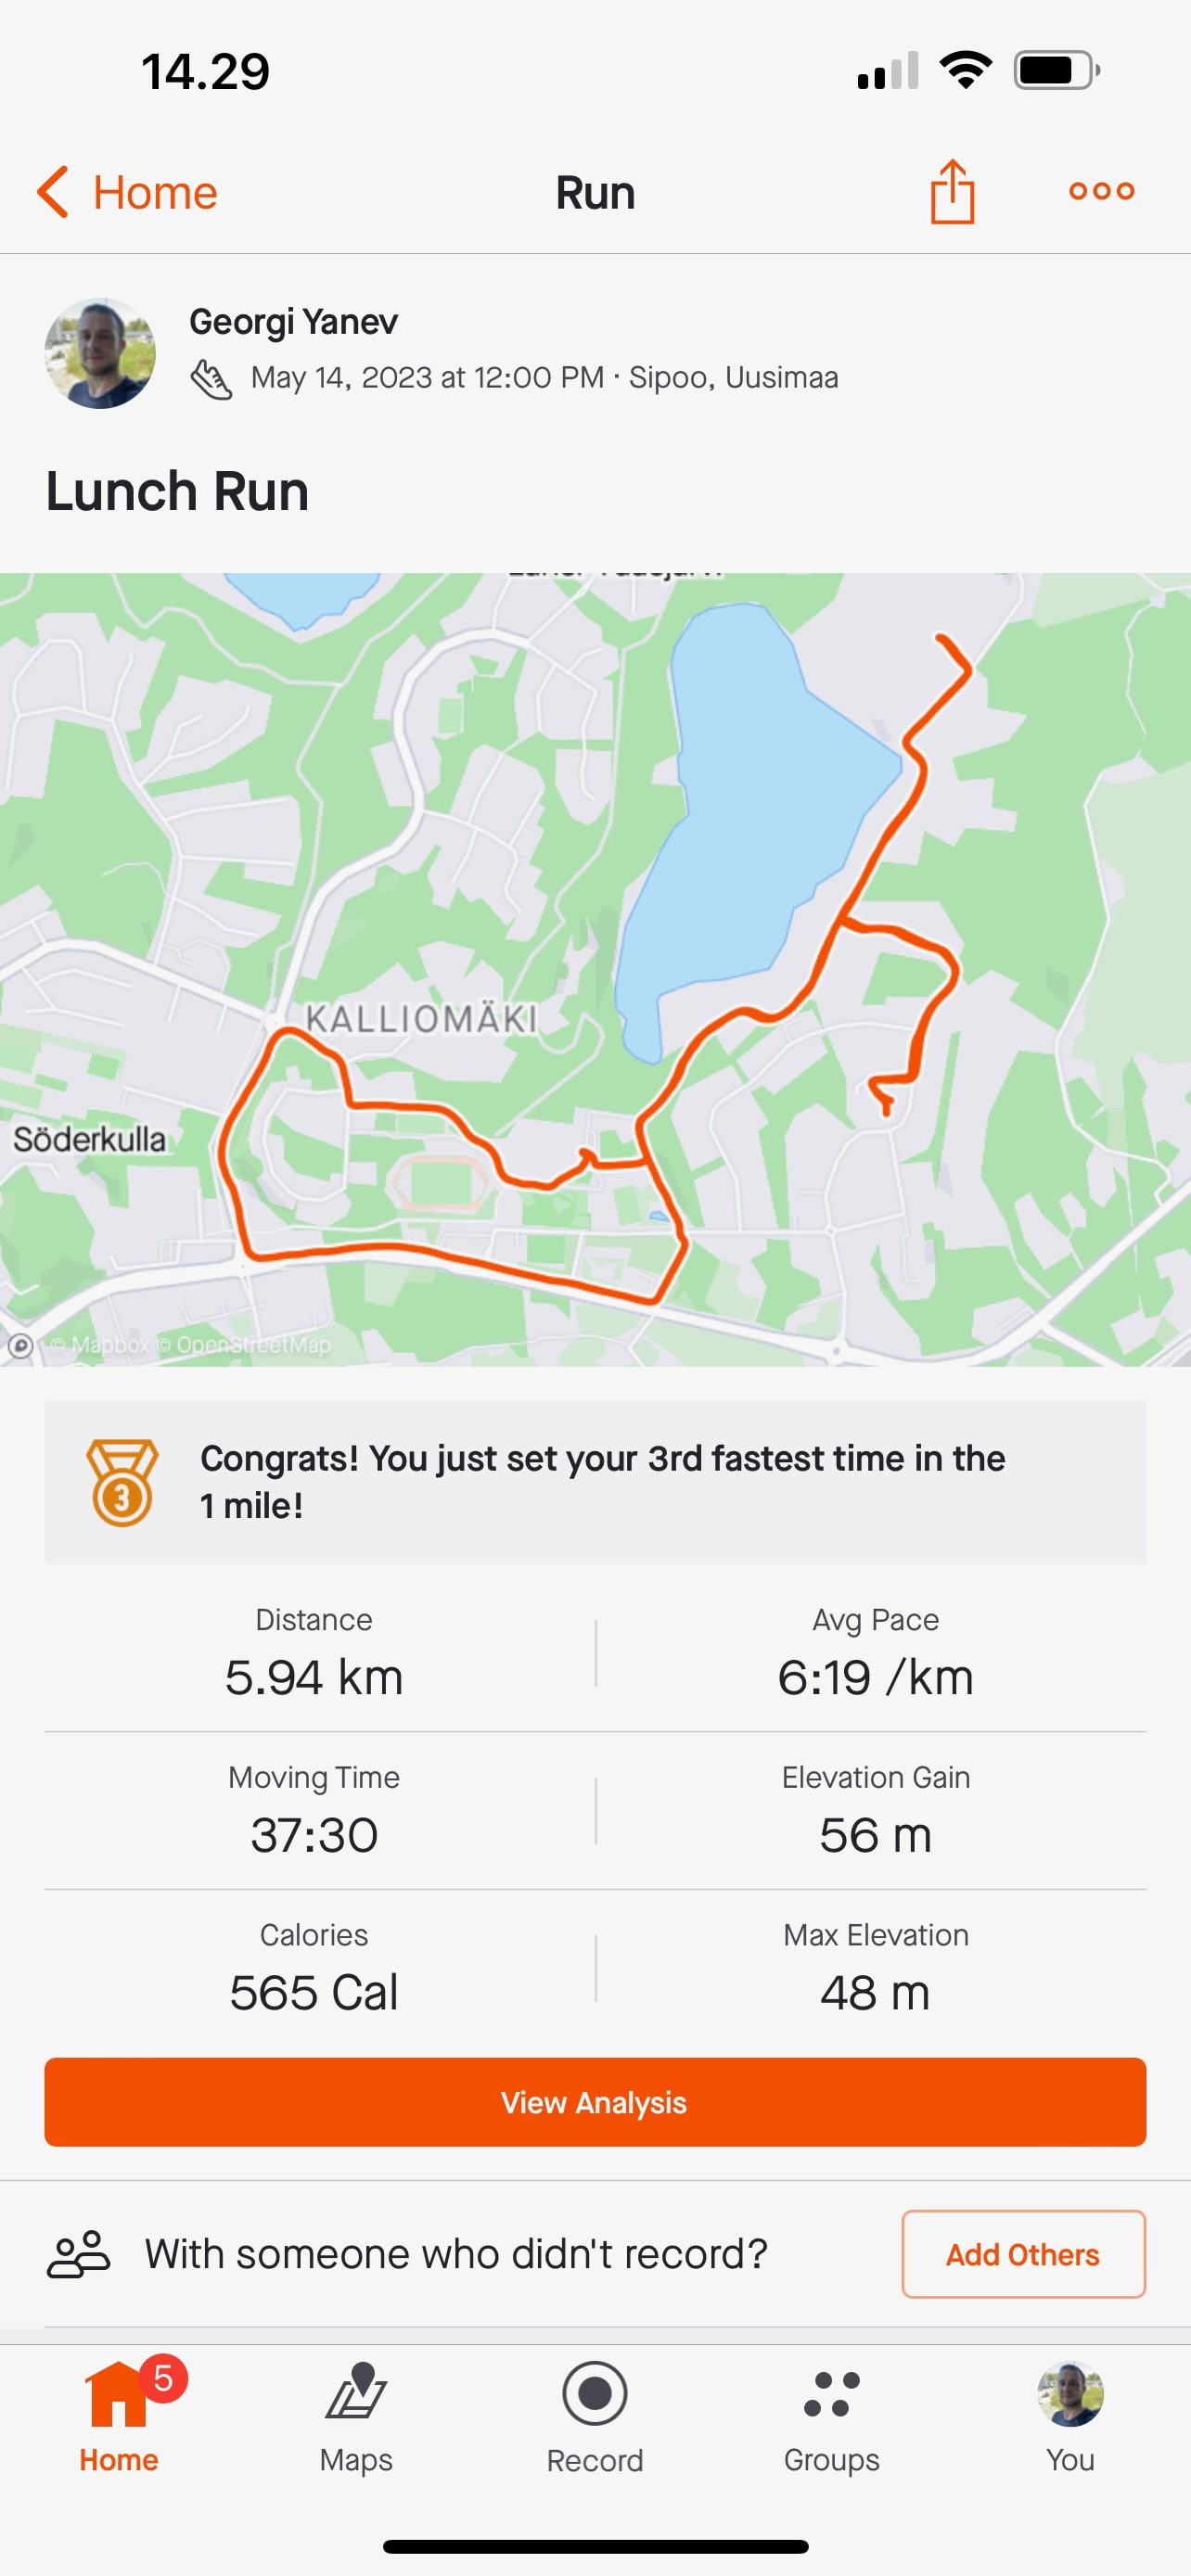 14.29
Home
Run
Georgi Yanev
May 14, 2023 at 12:00 PM · Sipoo, Uusimaa
Lunch Run
KALLIOMÄKI
Söderkulla
© Mapbox © OpenStreetMap
3
Congrats! You just set your 3rd fastest time in the
1 mile!
Distance
Avg Pace
5.94 km
6:19 /km
Moving Time
Elevation Gain
37:30
56 m
Calories
Max Elevation
565 Cal
48 m
View Analysis
With someone who didn't record?
Add Others
5
Home
Maps
Record
Groups
You